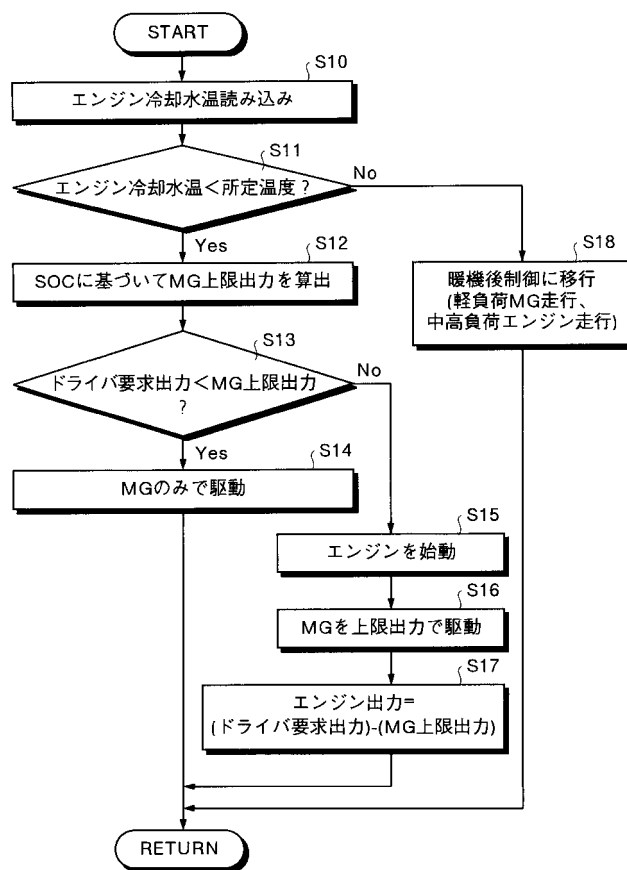 START
S10
エンジン冷却水温読み込み
S11
エンジン冷却水温<所定温度?
No
Yes
S12
SOCに基づいてMG上限出力を算出
S18
暖機後制御に移行
(軽負荷MG走行、
中高負荷エンジン走行)
S13
ドライバ要求出力<MG上限出力
?
No
Yes
S14
MGのみで駆動
S15
エンジンを始動
S16
MGを上限出力で駆動
S17
エンジン出力=
(ドライバ要求出力)-(MG上限出力)
RETURN